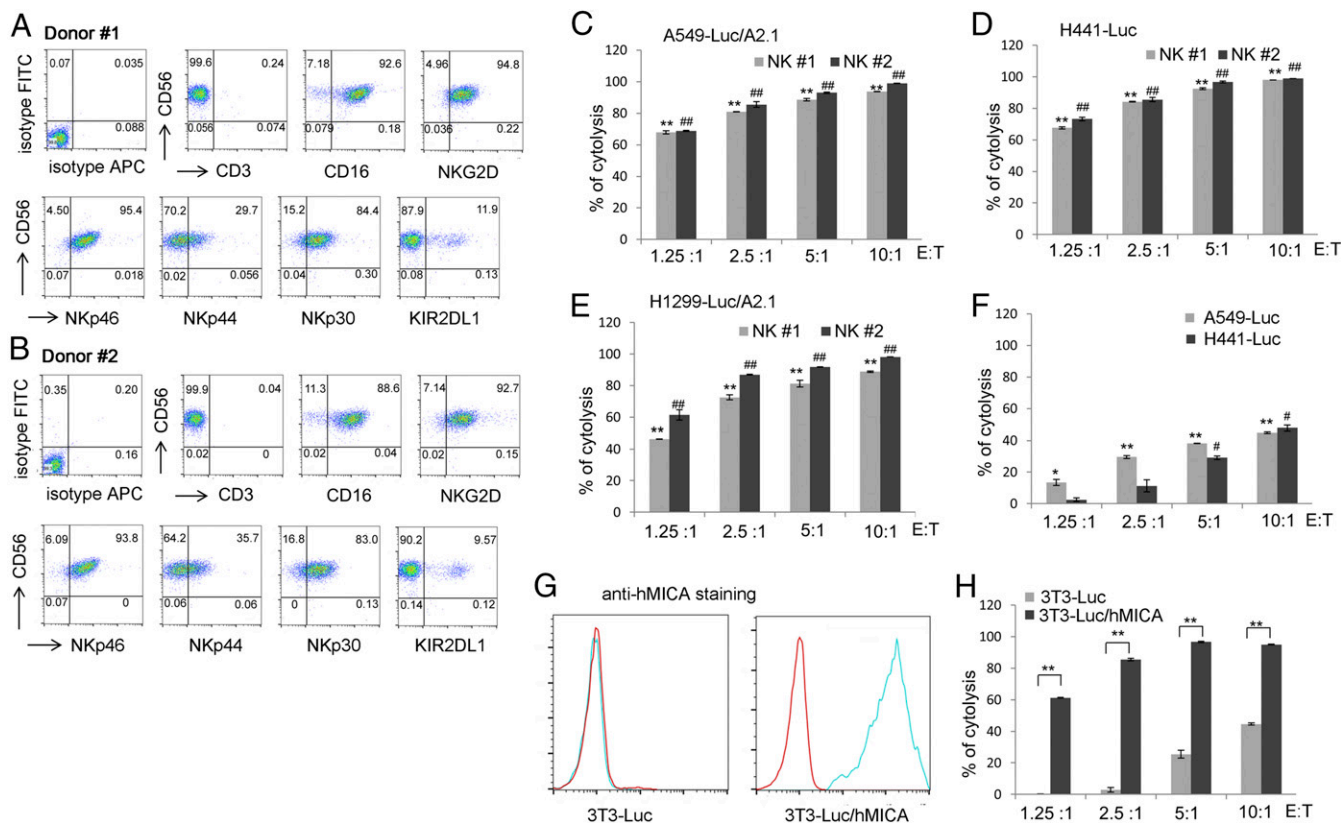 A
Donor #1
isotype FITC
0.07 0.035
0.088
isotype APC
CD56
99.6 0.24
0.056 0.074
CD3
7.18 92.6
0.079 0.18
CD16
4.96 94.8
0.036 0.22
NKG2D
CD56
4.50 95.4
0.07 0.018
NKp46
70.2 29.7
0.02 0.056
NKp44
15.2 84.4
0.04 0.30
NKp30
87.9 11.9
0.08 0.13
KIR2DL1
B
Donor #2
isotype FITC
0.35 0.20
0.16
isotype APC
CD56
99.9 0.04
0.02 0
CD3
11.3 88.6
0.02 0.04
CD16
7.14 92.7
0.02 0.15
NKG2D
CD56
6.09 93.8
0.07 0
NKp46
64.2 35.7
0.06 0.06
NKp44
16.8 83.0
0 0.13
NKp30
90.2 9.57
0.14 0.12
KIR2DL1
C
A549-Luc/A2.1
NK #1 NK #2
% of cytolysis
120
100
80
60
40
20
0
** ## ** ## ** ## ** ##
1.25 :1 2.5 :1 5:1 10:1 E:T
D
H441-Luc
NK #1 NK #2
% of cytolysis
120
100
80
60
40
20
0
** ## ** ## ** ## ** ##
1.25 :1 2.5 :1 5:1 10:1 E:T
E
H1299-Luc/A2.1
NK #1 NK #2
% of cytolysis
120
100
80
60
40
20
0
** ## ** ## ** ## ** ##
1.25 :1 2.5 :1 5:1 10:1 E:T
F
A549-Luc
H441-Luc
% of cytolysis
120
100
80
60
40
20
0
* ** ** # ** #
1.25 :1 2.5 :1 5:1 10:1 E:T
G
anti-hMICA staining
3T3-Luc
3T3-Luc/hMICA
H
3T3-Luc
3T3-Luc/hMICA
% of cytolysis
120
100
80
60
40
20
0
** ** ** **
1.25 :1 2.5 :1 5:1 10:1 E:T